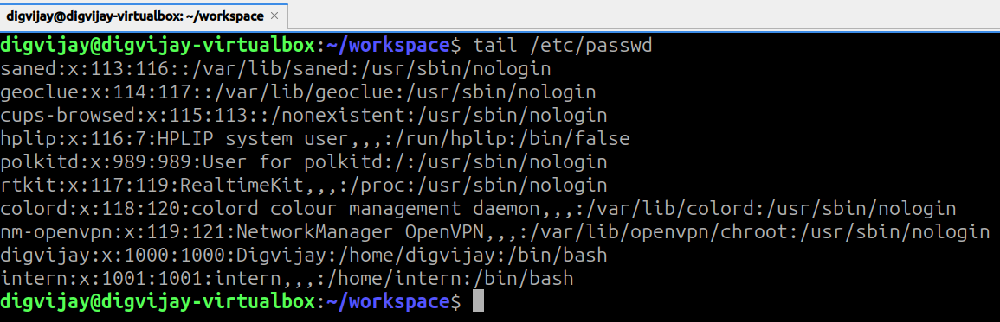 digvijay@digvijay-virtualbox: ~/workspace ×
digvijay@digvijay-virtualbox:~/workspace$ tail /etc/passwd
saned:x:113:116::/var/lib/saned:/usr/sbin/nologin
geoclue:x:114:117::/var/lib/geoclue:/usr/sbin/nologin
cups-browsed:x:115:113::/nonexistent:/usr/sbin/nologin
hplip:x:116:7:HPLIP system user,,,:/run/hplip:/bin/false
polkitd:x:989:989:User for polkitd:/:/usr/sbin/nologin
rtkit:x:117:119:RealtimeKit,,,:/proc:/usr/sbin/nologin
colord:x:118:120:colord colour management daemon,,,:/var/lib/colord:/usr/sbin/nologin
nm-openvpn:x:119:121:NetworkManager OpenVPN,,,:/var/lib/openvpn/chroot:/usr/sbin/nologin
digvijay:x:1000:1000:Digvijay:/home/digvijay:/bin/bash
intern:x:1001:1001:intern,,,:/home/intern:/bin/bash
digvijay@digvijay-virtualbox:~/workspace$